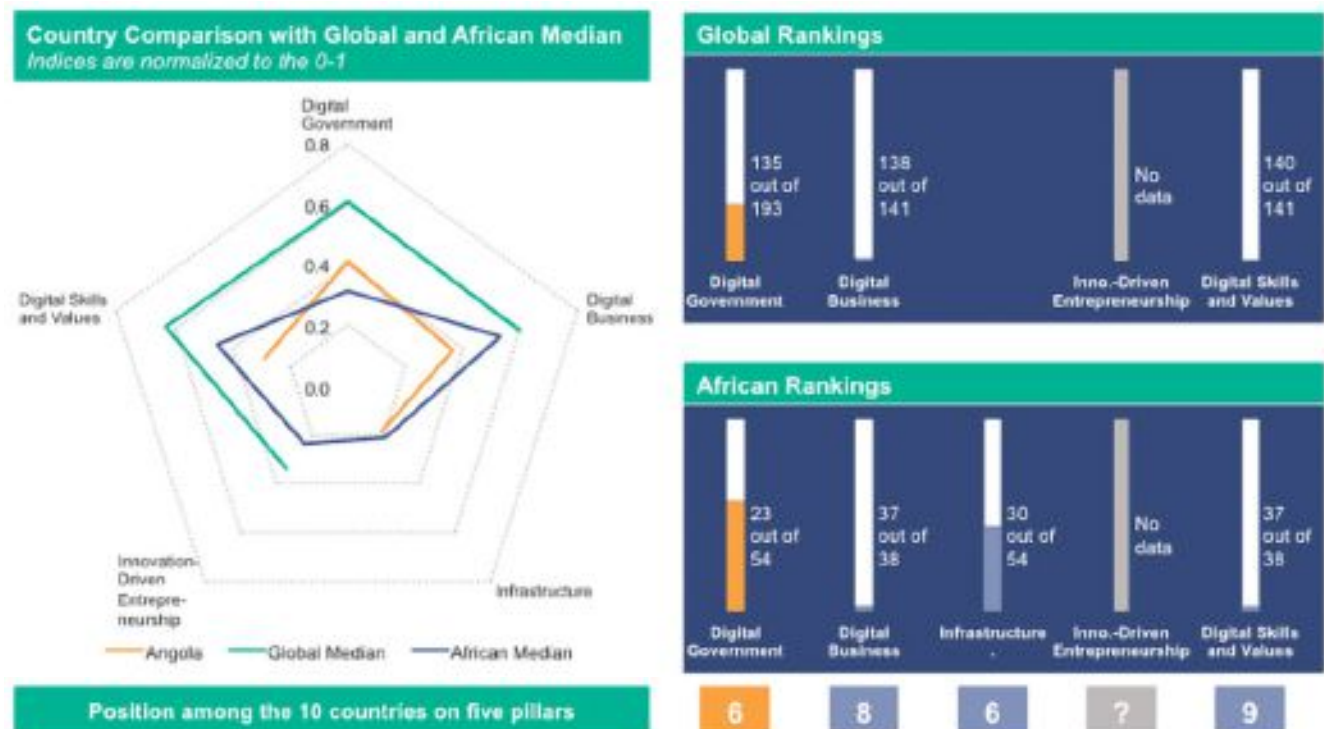 Country Comparison with Global and African Median
Indices are normalized to the 0-1
Digital
Government
0.8
0.6
0.4
0.2
0.0
Digital Skills
and Values
Digital
Business
Innovation-
Driven
Entrepre-
neurship
Infrastructure
Angola
Global Median
African Median
Position among the 10 countries on five pillars
Global Rankings
135
out of
193
138
out of
141
No
data
140
out of
141
Digital
Government
Digital
Business
Inno.-Driven
Entrepreneurship
Digital Skills
and Values
African Rankings
23
out of
54
37
out of
38
30
out of
54
No
data
37
out of
38
Digital
Government
Digital
Business
Infrastructure
.
Inno.-Driven
Entrepreneurship
Digital Skills
and Values
6
8
6
?
9